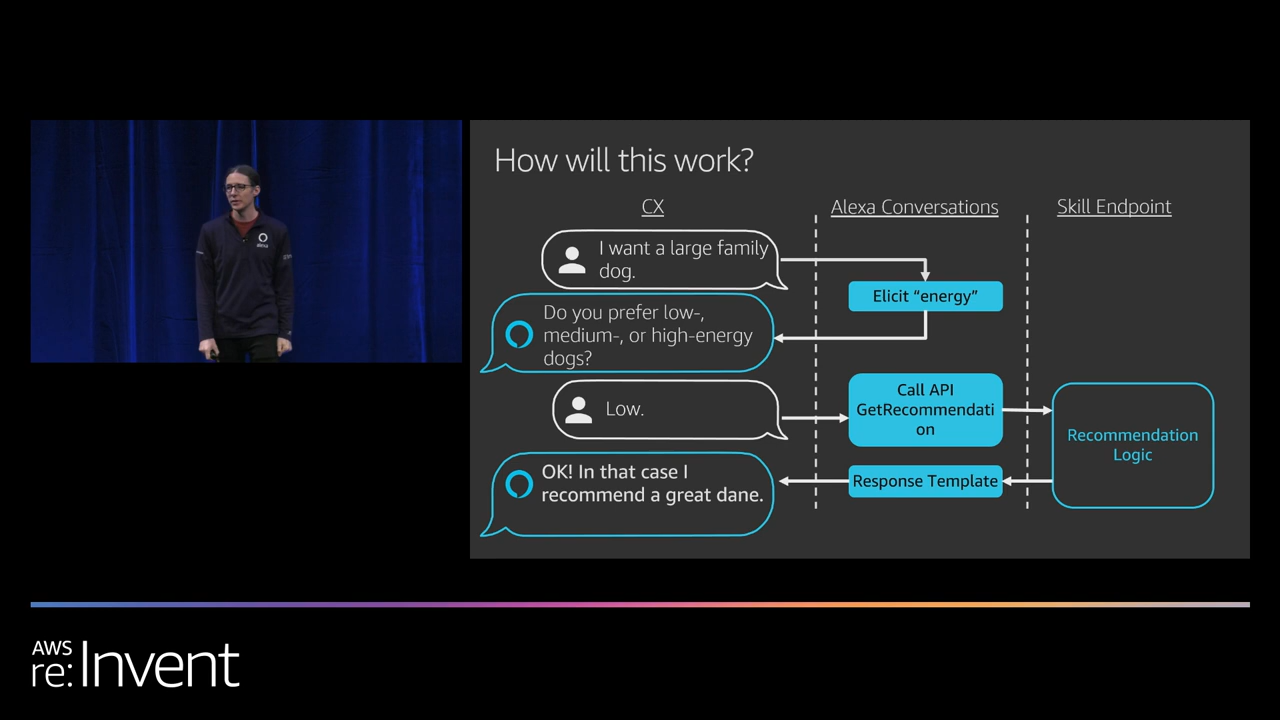 How will this work?
CX
Alexa Conversations
Skill Endpoint
I want a large family
dog.
Elicit “energy”
Do you prefer low-,
medium-, or high-energy
dogs?
Low.
Call API
GetRecommendati
on
Recommendation
Logic
OK! In that case I
recommend a great dane.
Response Template
alexa
AWS
re:Invent